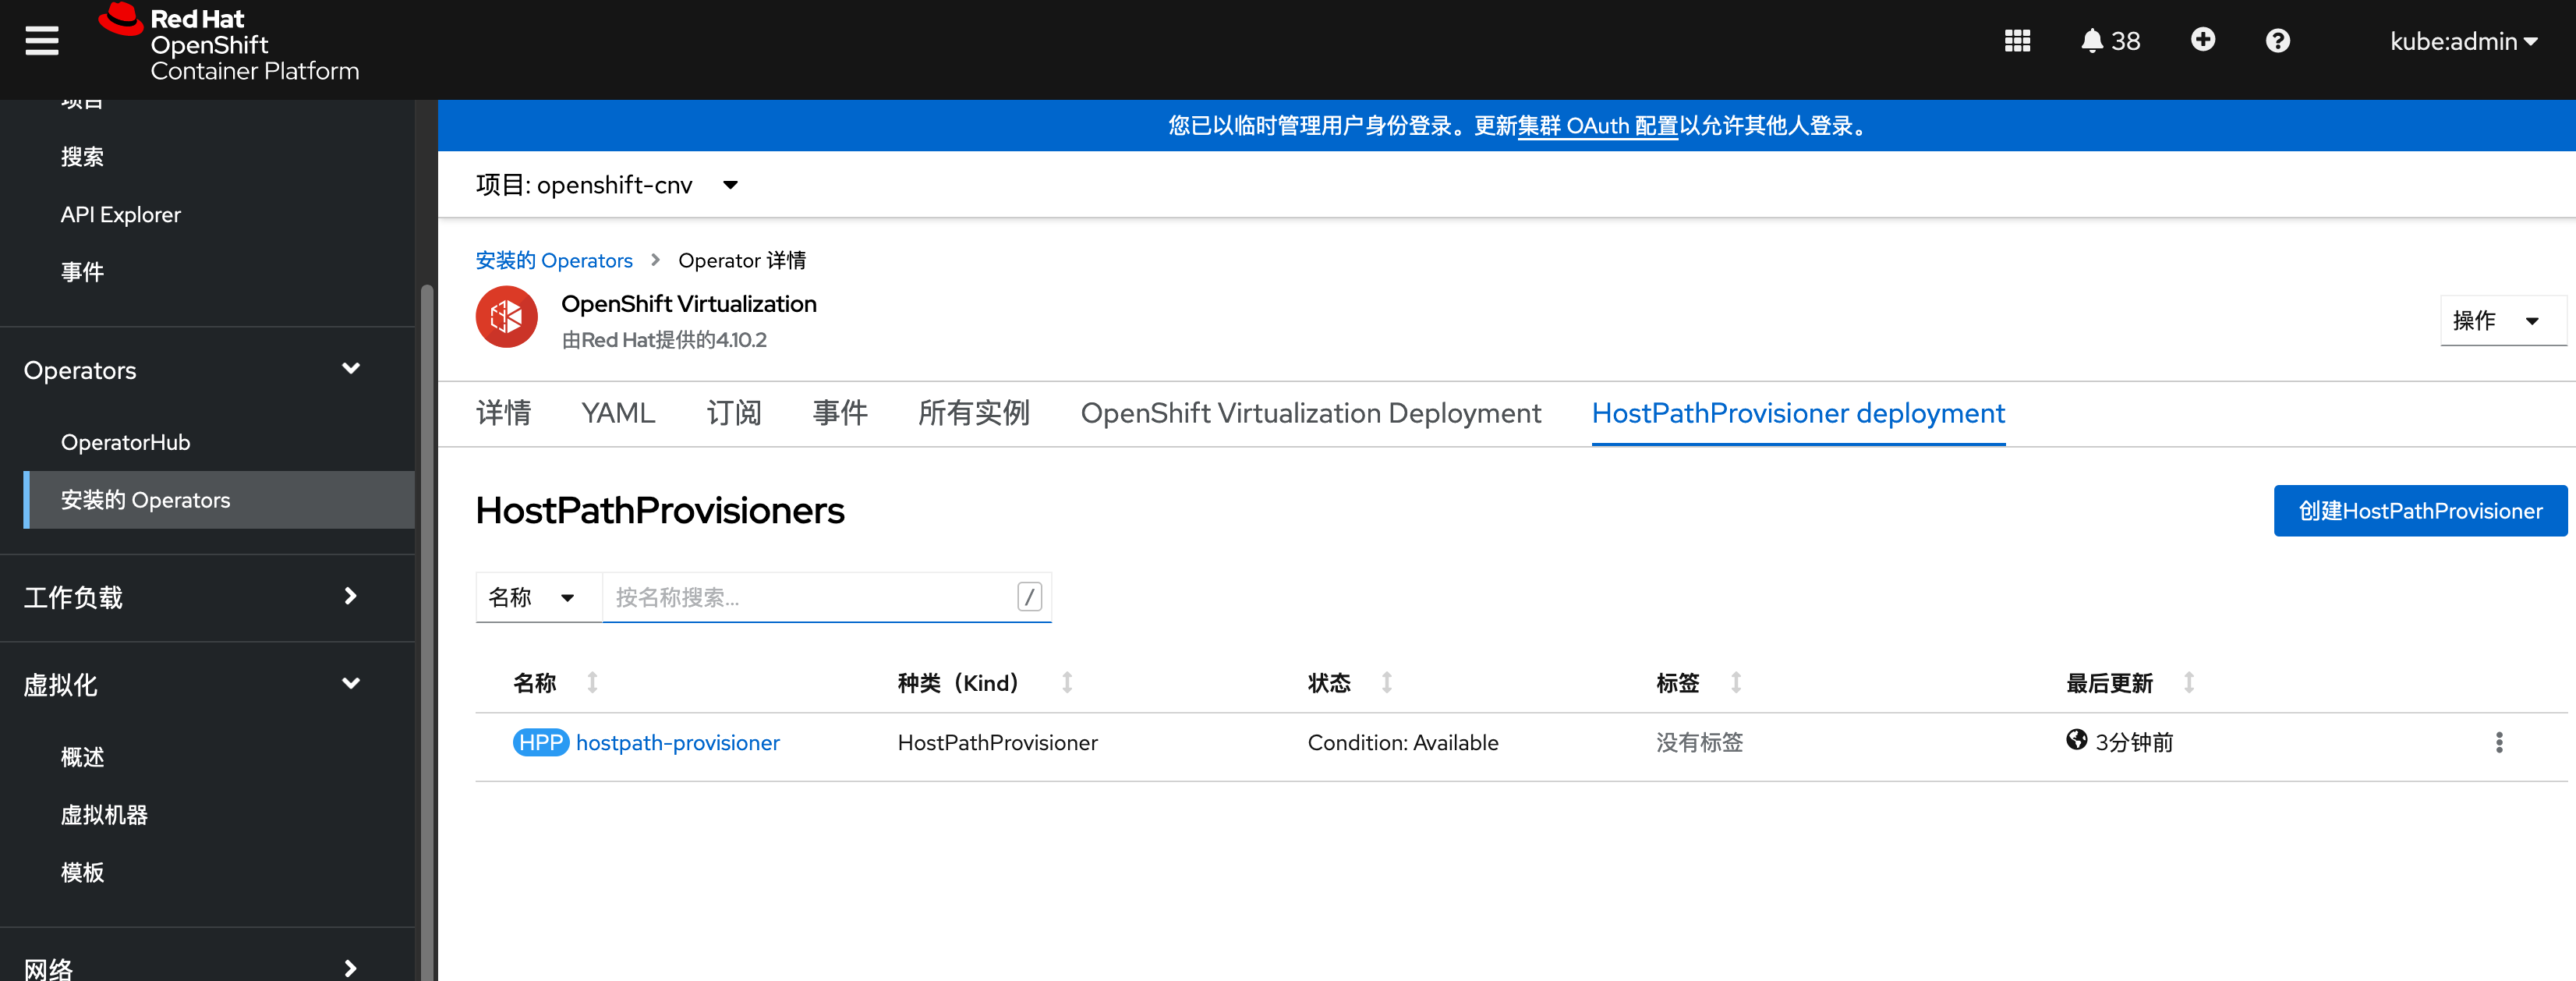 Red Hat
OpenShift
Container Platform
38
kube:admin
项目
搜索
API Explorer
事件
Operators
OperatorHub
安装的 Operators
工作负载
虚拟化
概述
虚拟机器
模板
网络
您已以临时管理用户身份登录。更新集群 OAuth 配置以允许其他人登录。
项目: openshift-cnv
安装的 Operators > Operator 详情
OpenShift Virtualization
由Red Hat提供的4.10.2
操作
详情 YAML 订阅 事件 所有实例 OpenShift Virtualization Deployment HostPathProvisioner deployment
HostPathProvisioners
创建HostPathProvisioner
名称 按名称搜索... /
名称 种类（Kind） 状态 标签 最后更新
HPP hostpath-provisioner HostPathProvisioner Condition: Available 没有标签 3分钟前